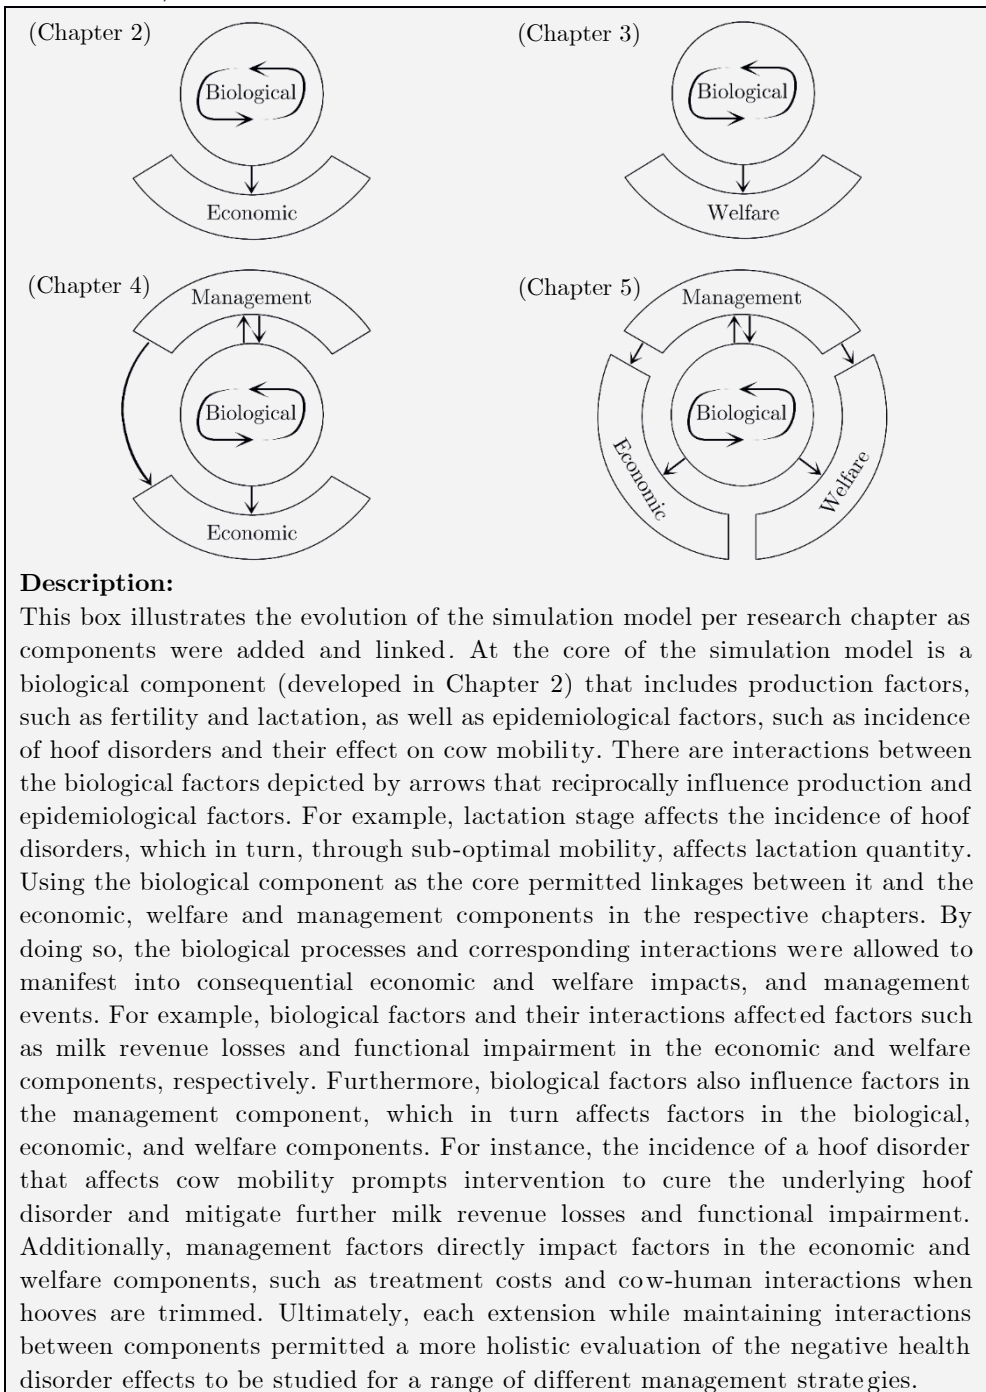 (Chapter 2)
Biological
Economic
(Chapter 3)
Biological
Welfare
(Chapter 4)
Management
Biological
Economic
(Chapter 5)
Management
Biological
Economic
Welfare
Description:
This box illustrates the evolution of the simulation model per research chapter as
components were added and linked. At the core of the simulation model is a
biological component (developed in Chapter 2) that includes production factors,
such as fertility and lactation, as well as epidemiological factors, such as incidence
of hoof disorders and their effect on cow mobility. There are interactions between
the biological factors depicted by arrows that reciprocally influence production and
epidemiological factors. For example, lactation stage affects the incidence of hoof
disorders, which in turn, through sub-optimal mobility, affects lactation quantity.
Using the biological component as the core permitted linkages between it and the
economic, welfare and management components in the respective chapters. By
doing so, the biological processes and corresponding interactions were allowed to
manifest into consequential economic and welfare impacts, and management
events. For example, biological factors and their interactions affected factors such
as milk revenue losses and functional impairment in the economic and welfare
components, respectively. Furthermore, biological factors also influence factors in
the management component, which in turn affects factors in the biological,
economic, and welfare components. For instance, the incidence of a hoof disorder
that affects cow mobility prompts intervention to cure the underlying hoof
disorder and mitigate further milk revenue losses and functional impairment.
Additionally, management factors directly impact factors in the economic and
welfare components, such as treatment costs and cow-human interactions when
hooves are trimmed. Ultimately, each extension while maintaining interactions
between components permitted a more holistic evaluation of the negative health
disorder effects to be studied for a range of different management strategies.